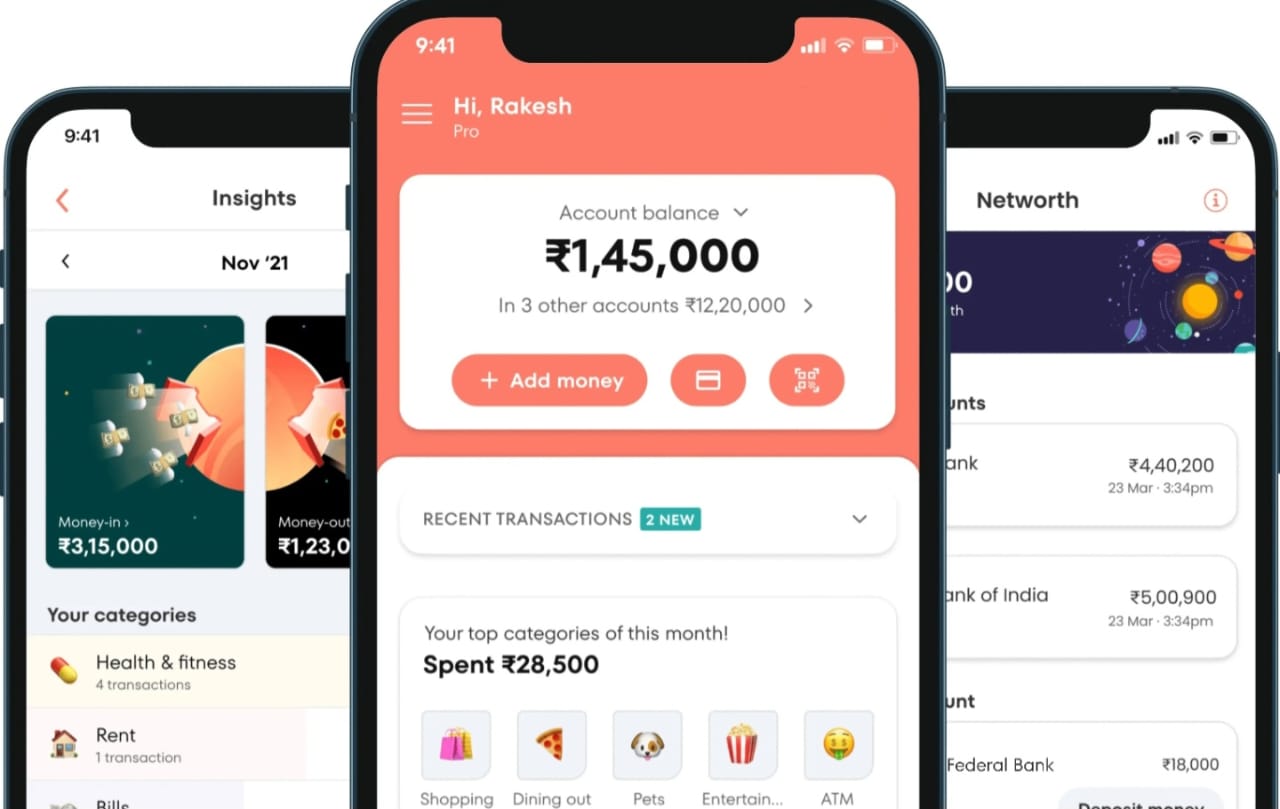 9:41
Insights
Nov ‘21
Money-in ›
₹3,15,000
Money-out
₹1,23,0
Your categories
Health & fitness
4 transactions
Rent
1 transaction
Bills
9:41
Hi, Rakesh
Pro
Account balance
₹1,45,000
In 3 other accounts ₹12,20,000
+ Add money
RECENT TRANSACTIONS 2 NEW
Your top categories of this month!
Spent ₹28,500
Shopping Dining out Pets Entertain... ATM
Networth
00
th
unts
ank ₹4,40,200
23 Mar · 3:34pm
ank of India ₹5,00,900
23 Mar · 3:34pm
unt
Federal Bank ₹18,000
Deposit money